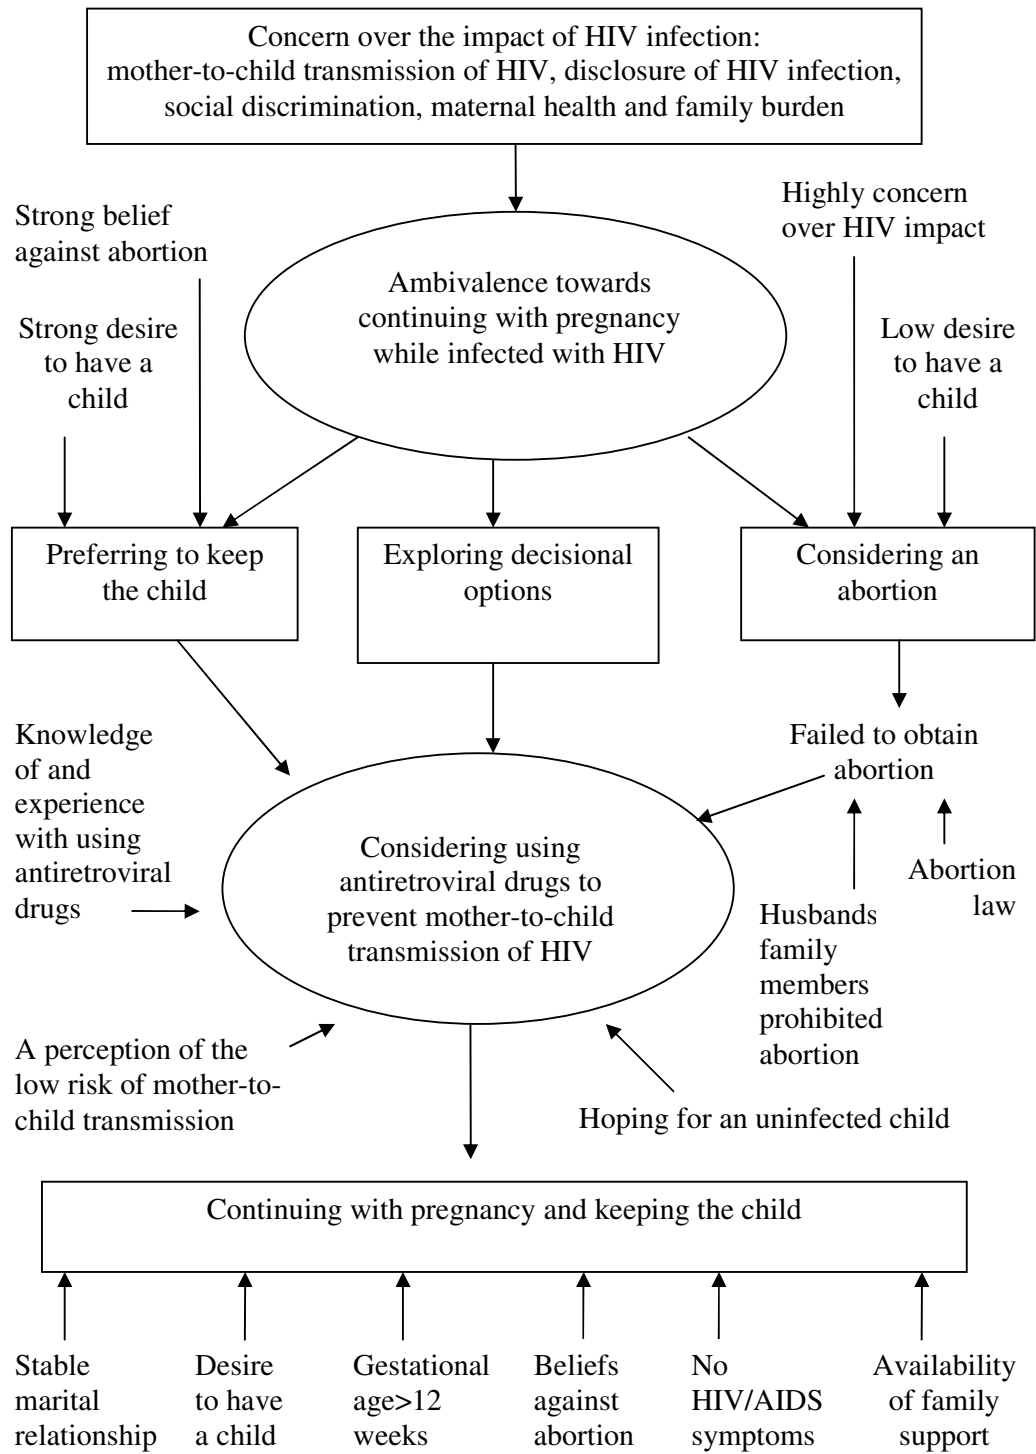 Concern over the impact of HIV infection:
mother-to-child transmission of HIV, disclosure of HIV infection,
social discrimination, maternal health and family burden
Strong belief
against abortion
Highly concern
over HIV impact
Ambivalence towards
continuing with pregnancy
while infected with HIV
Strong desire
to have a
child
Low desire
to have a
child
Preferring to keep
the child
Exploring decisional
options
Considering an
abortion
Knowledge
of and
experience
with using
antiretroviral
drugs
Failed to obtain
abortion
Considering using
antiretroviral drugs to
prevent mother-to-child
transmission of HIV
Abortion
law
Husbands
family
members
prohibited
abortion
A perception of the
low risk of mother-to-
child transmission
Hoping for an uninfected child
Continuing with pregnancy and keeping the child
Stable
marital
relationship
Desire
to have
a child
Gestational
age>12
weeks
Beliefs
against
abortion
No
HIV/AIDS
symptoms
Availability
of family
support